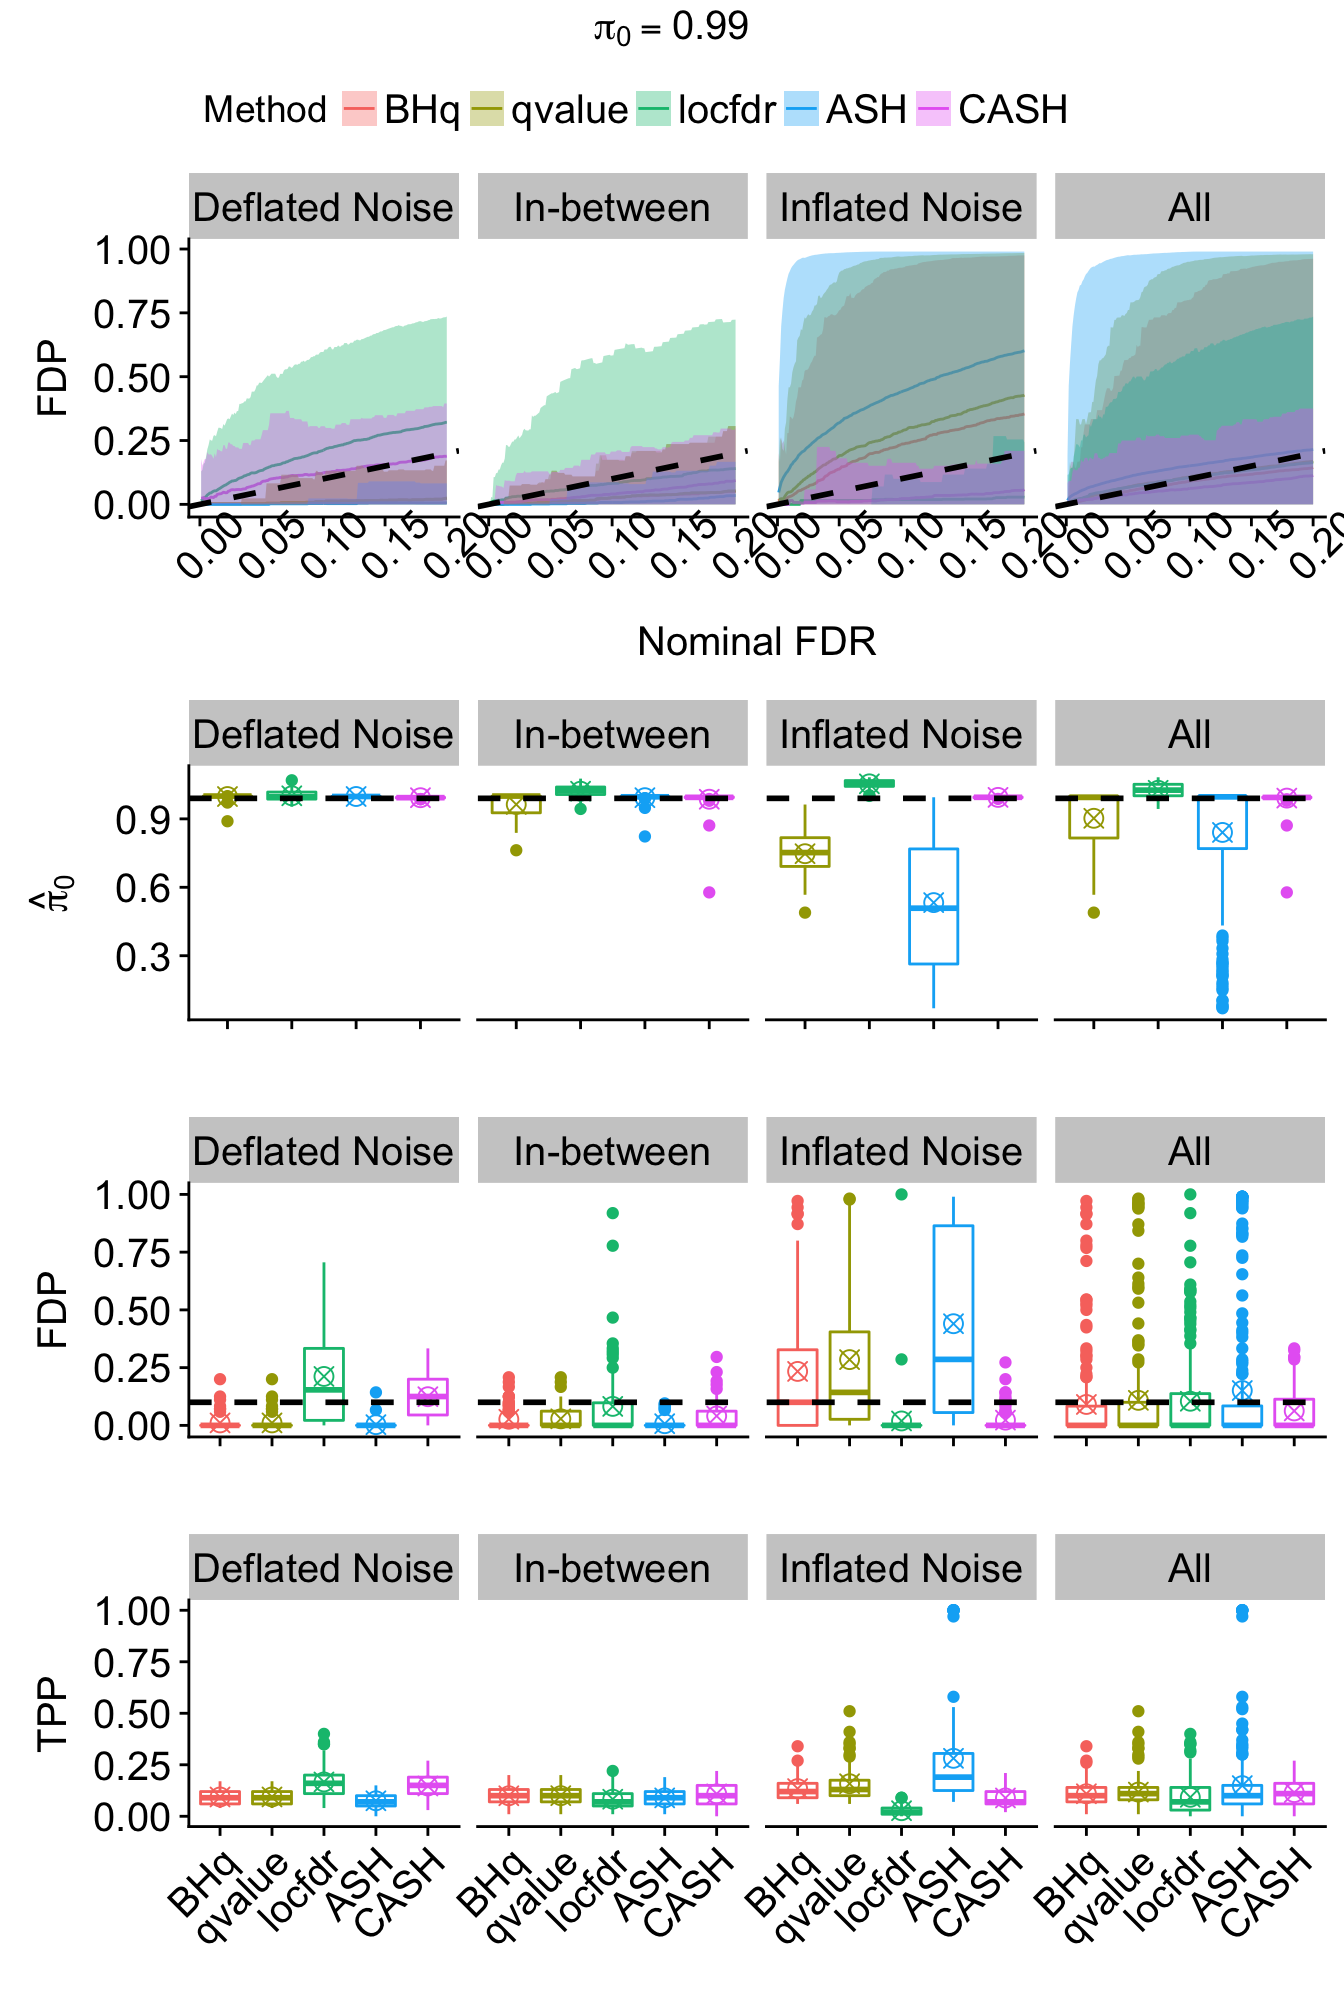 π0 = 0.99
Method BHq qvalue locfdr ASH CASH
Deflated Noise In-between Inflated Noise All
1.00
0.75
0.50
0.25
0.00
FDP
0.00 0.05 0.10 0.15 0.20 0.00 0.05 0.10 0.15 0.20 0.00 0.05 0.10 0.15 0.20 0.00 0.05 0.10 0.15 0.20
Nominal FDR
Deflated Noise In-between Inflated Noise All
0.9
0.6
0.3
π̂0
Deflated Noise In-between Inflated Noise All
1.00
0.75
0.50
0.25
0.00
FDP
Deflated Noise In-between Inflated Noise All
1.00
0.75
0.50
0.25
0.00
TPP
BHq qvalue locfdr ASH CASH BHq qvalue locfdr ASH CASH BHq qvalue locfdr ASH CASH BHq qvalue locfdr ASH CASH